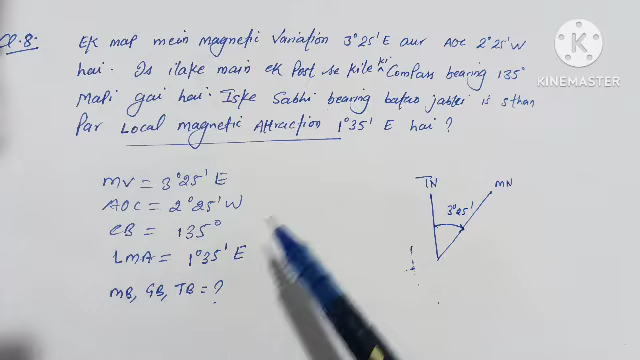 Q.8.
Ek map mein magnetic Variation 3°25'E aur AOC 2°25'W
hai. Is ilake main ek Post se kile ki Compass bearing 135°
mapi gai hai. Iske Sabhi bearing batao jabki is sthan
par Local magnetic Attraction 1°35' E hai ?
MV = 3°25' E
AOC = 2°25' W
CB = 135°
LMA = 1°35' E
MB, GB, TB = ?
TN MN
3°25'
K
KINEMASTER